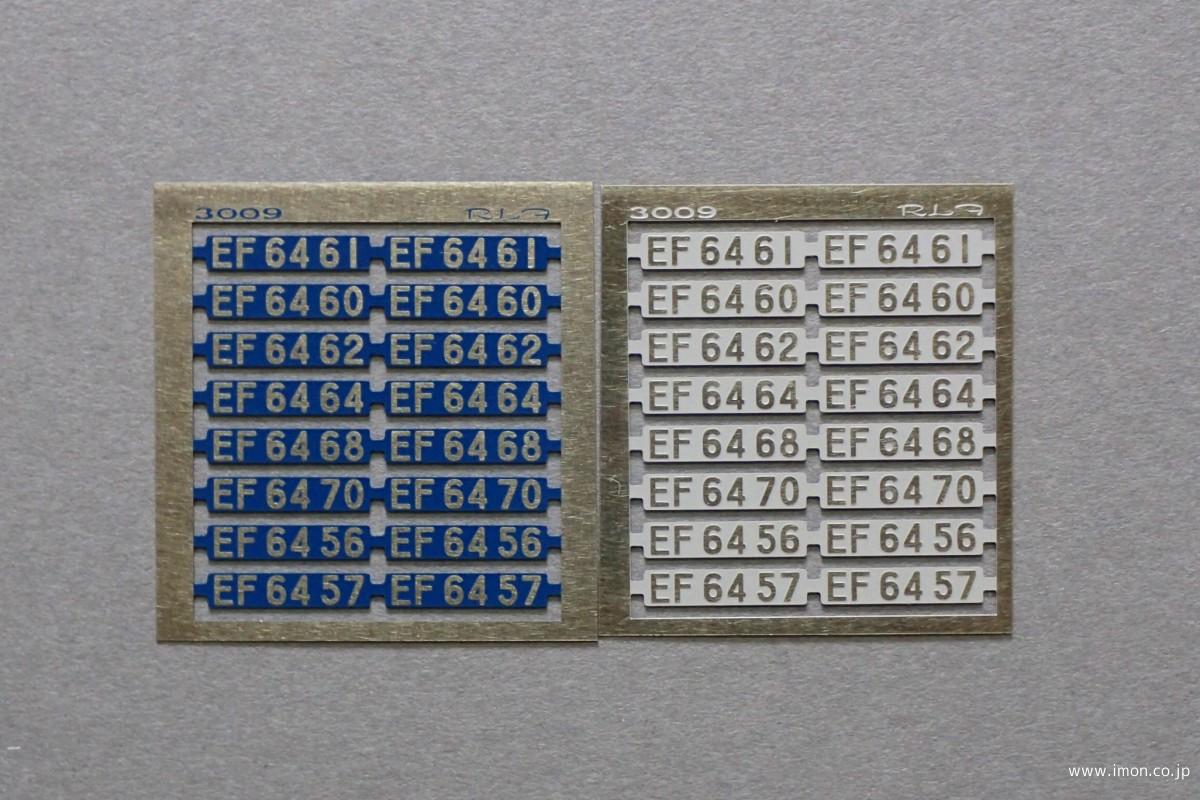 3009 RLF
EF 64 61 EF 64 61
EF 64 60 EF 64 60
EF 64 62 EF 64 62
EF 64 64 EF 64 64
EF 64 68 EF 64 68
EF 64 70 EF 64 70
EF 64 56 EF 64 56
EF 64 57 EF 64 57
3009 RLF
EF 64 61 EF 64 61
EF 64 60 EF 64 60
EF 64 62 EF 64 62
EF 64 64 EF 64 64
EF 64 68 EF 64 68
EF 64 70 EF 64 70
EF 64 56 EF 64 56
EF 64 57 EF 64 57
www.imon.co.jp